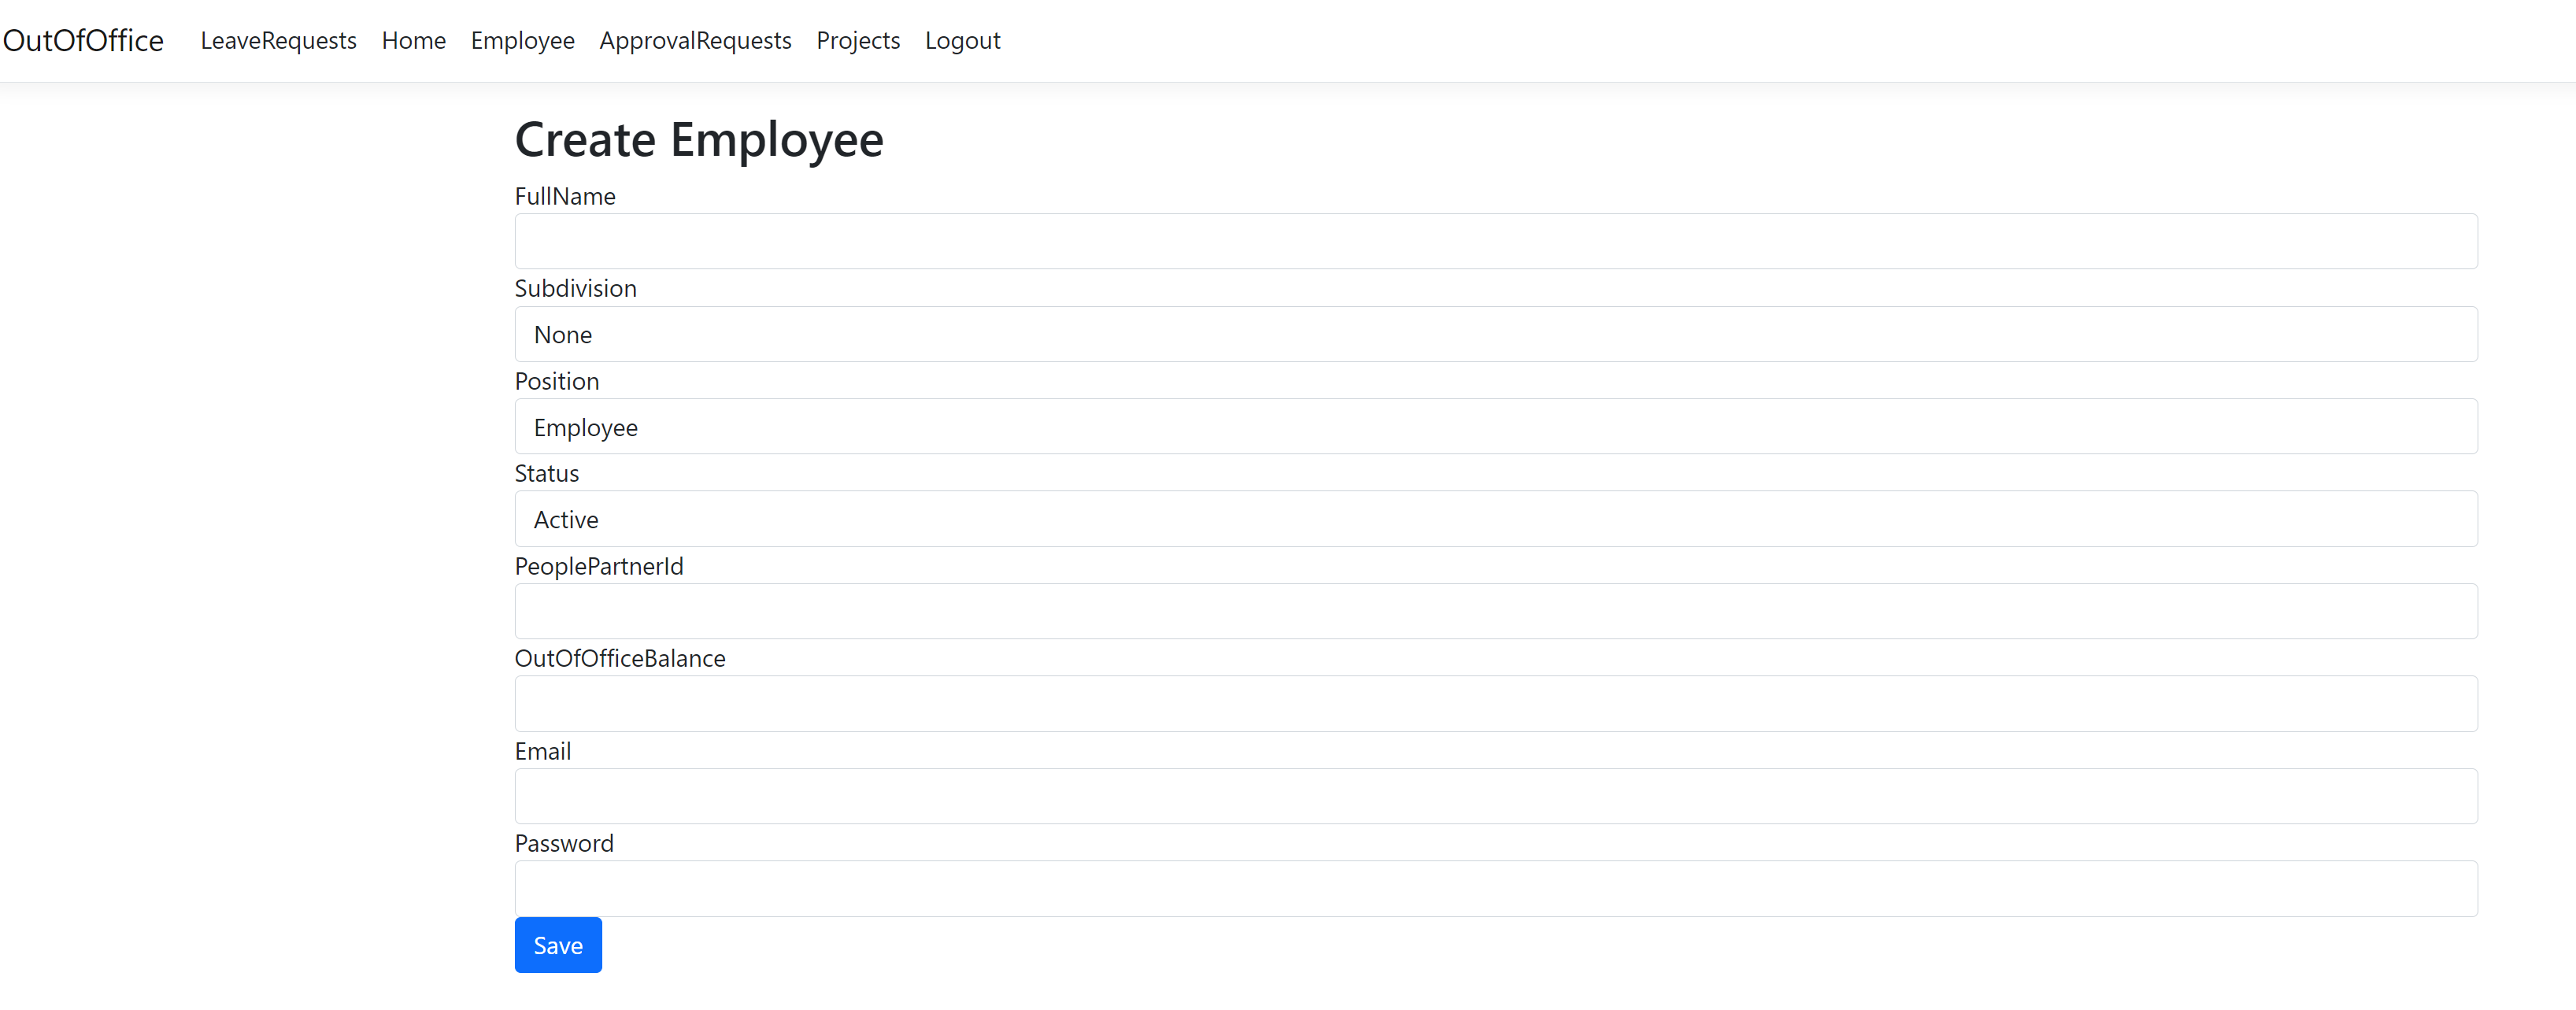 OutOfOffice LeaveRequests Home Employee ApprovalRequests Projects Logout
Create Employee
FullName
Subdivision
None
Position
Employee
Status
Active
PeoplePartnerId
OutOfOfficeBalance
Email
Password
Save